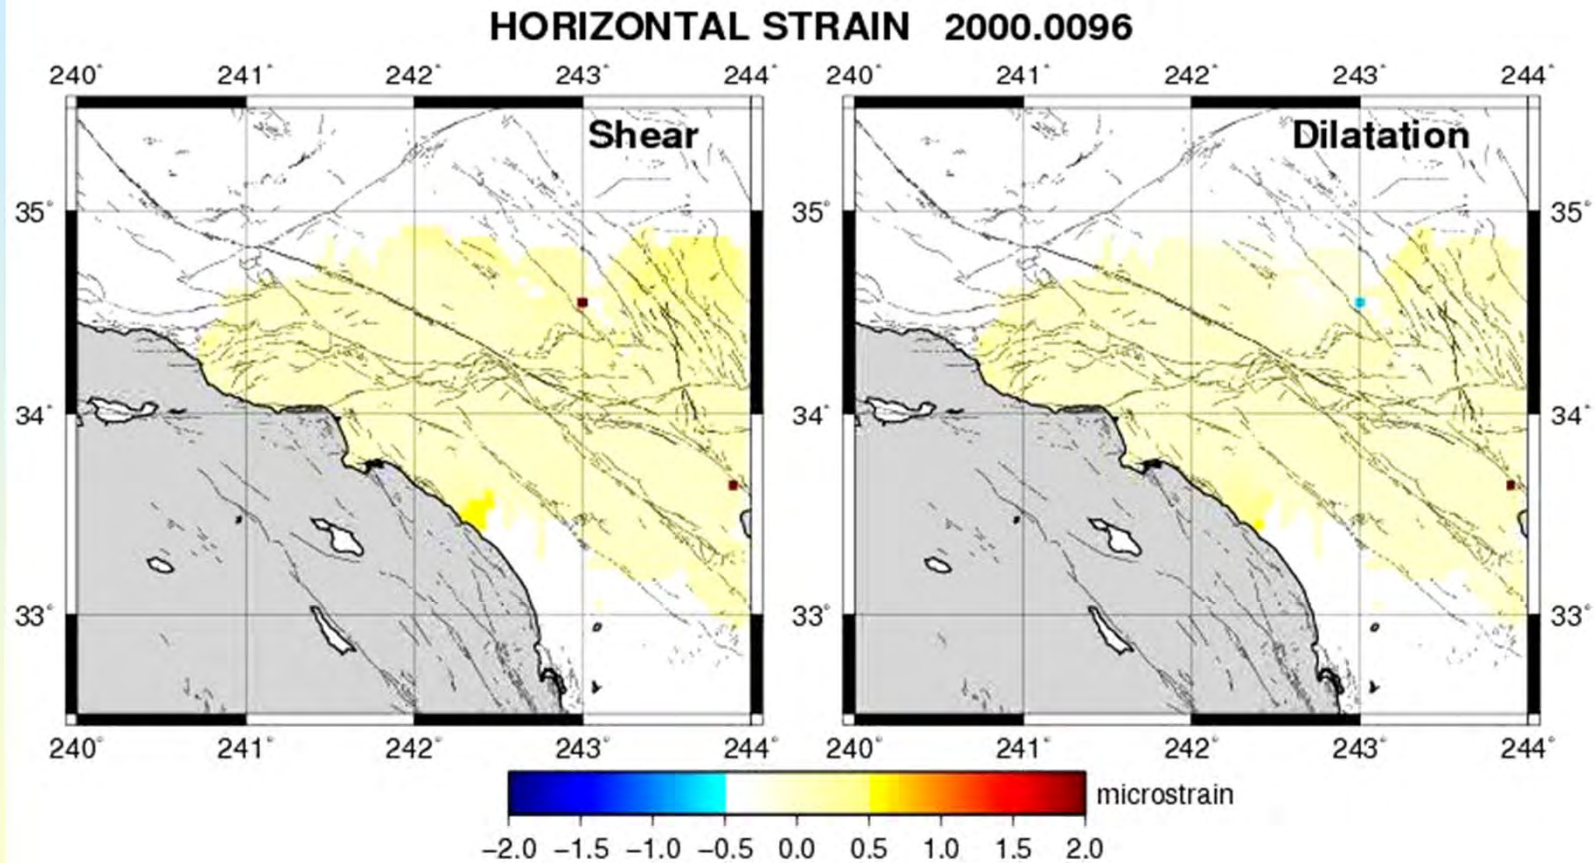 HORIZONTAL STRAIN 2000.0096
240° 241° 242° 243° 244° 240° 241° 242° 243° 244°
Shear Dilatation
35° 35° 35°
34° 34° 34°
33° 33° 33°
240° 241° 242° 243° 244° 240° 241° 242° 243° 244°
microstrain
−2.0 −1.5 −1.0 −0.5 0.0 0.5 1.0 1.5 2.0